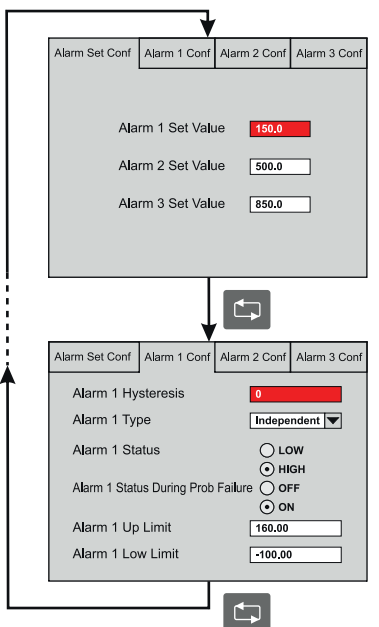 Alarm Set Conf Alarm 1 Conf Alarm 2 Conf Alarm 3 Conf
Alarm 1 Set Value 150.0
Alarm 2 Set Value 500.0
Alarm 3 Set Value 850.0
Alarm Set Conf Alarm 1 Conf Alarm 2 Conf Alarm 3 Conf
Alarm 1 Hysteresis 0
Alarm 1 Type Independent
Alarm 1 Status LOW
HIGH
Alarm 1 Status During Prob Failure OFF
ON
Alarm 1 Up Limit 160.00
Alarm 1 Low Limit -100.00